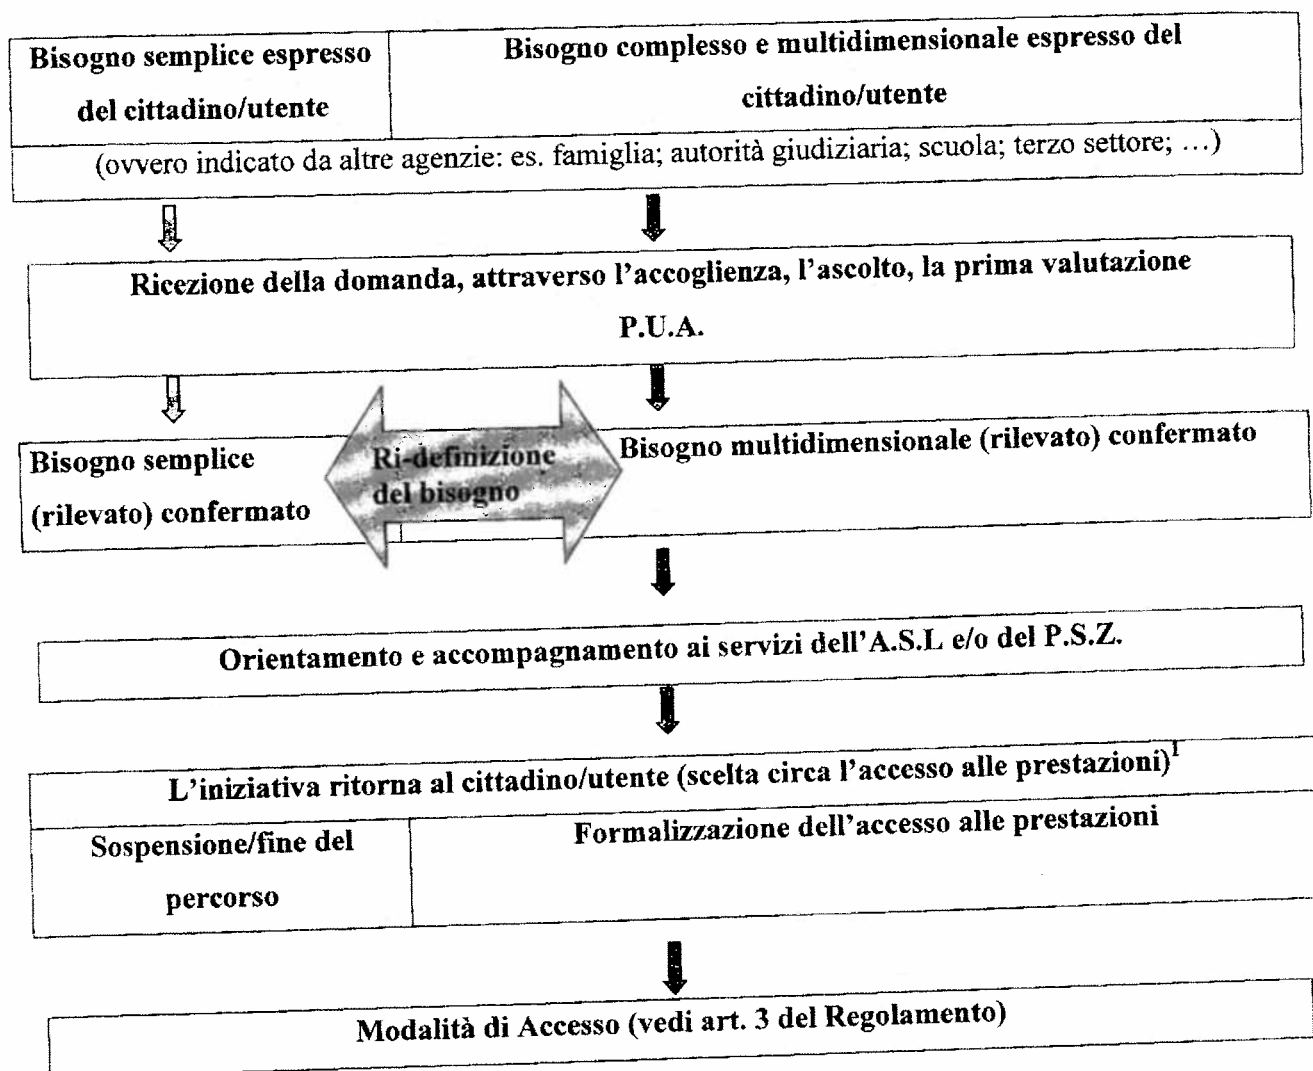 Bisogno semplice espresso
del cittadino/utente
Bisogno complesso e multidimensionale espresso del
cittadino/utente
(ovvero indicato da altre agenzie: es. famiglia; autorità giudiziaria; scuola; terzo settore; …)
Ricezione della domanda, attraverso l'accoglienza, l'ascolto, la prima valutazione
P.U.A.
Bisogno semplice
(rilevato) confermato
Ri-definizione
del bisogno
Bisogno multidimensionale (rilevato) confermato
Orientamento e accompagnamento ai servizi dell'A.S.L e/o del P.S.Z.
L'iniziativa ritorna al cittadino/utente (scelta circa l'accesso alle prestazioni)¹
Sospensione/fine del
percorso
Formalizzazione dell'accesso alle prestazioni
Modalità di Accesso (vedi art. 3 del Regolamento)